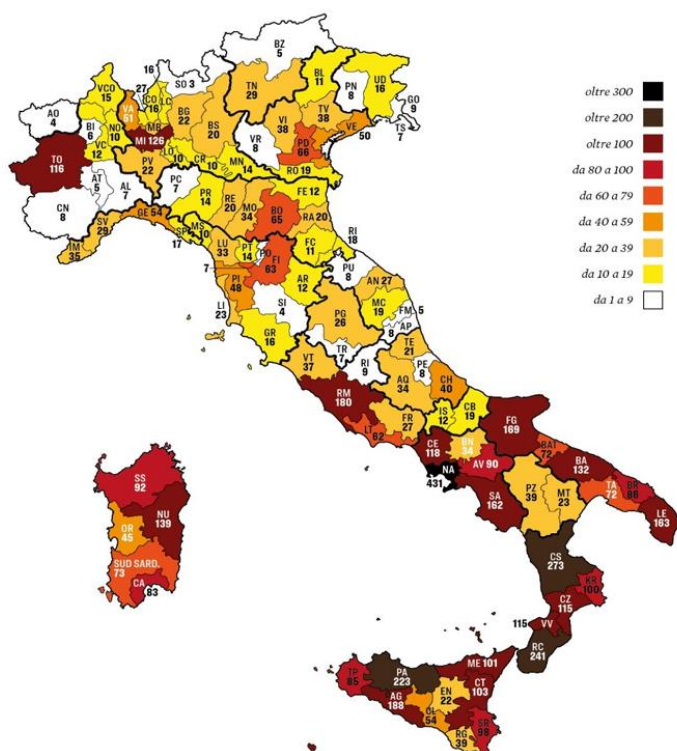 BZ
5
16
SO 3
27
VCO
15
VA
51
CO
16
LC
TN
29
BL
11
PN
8
UD
16
GO
9
TS
7
AO
4
BI
6
NO
10
MB
MI 126
BG
22
BS
20
VI
38
TV
38
VE
50
VR
8
PD
66
VC
12
TO
116
PV
22
LO
10
CR
10
MN
14
RO 19
AT
5
AL
7
PC
7
PR
14
RE
20
MO
34
FE 12
BO
65
RA 20
CN
8
SV
29
GE 54
IM
35
SP
17
MS
10
LU
33
PT
14
PO
FI
63
FC
11
RI
18
7
PI
48
AR
12
PU
8
AN 27
LI
23
SI
4
MC
19
FM
5
AP
8
PG
26
GR
16
TE
21
TR
7
RI
9
PE
8
VT
37
CH
40
AQ
34
RM
180
IS
12
CB
19
FG
169
LT
62
FR
27
CE
118
BN
34
BAT
72
NA
431
AV 90
BA
132
SA
162
PZ
39
MT
23
TA
72
BR
86
LE
163
CS
273
KR
100
CZ
115
115
VV
RC
241
SS
92
NU
139
OR
45
SUD SARD.
73
CA
83
TP
85
PA
223
ME 101
CT
103
AG
188
EN
22
CL
54
SR
98
RG
39
oltre 300
oltre 200
oltre 100
da 80 a 100
da 60 a 79
da 40 a 59
da 20 a 39
da 10 a 19
da 1 a 9